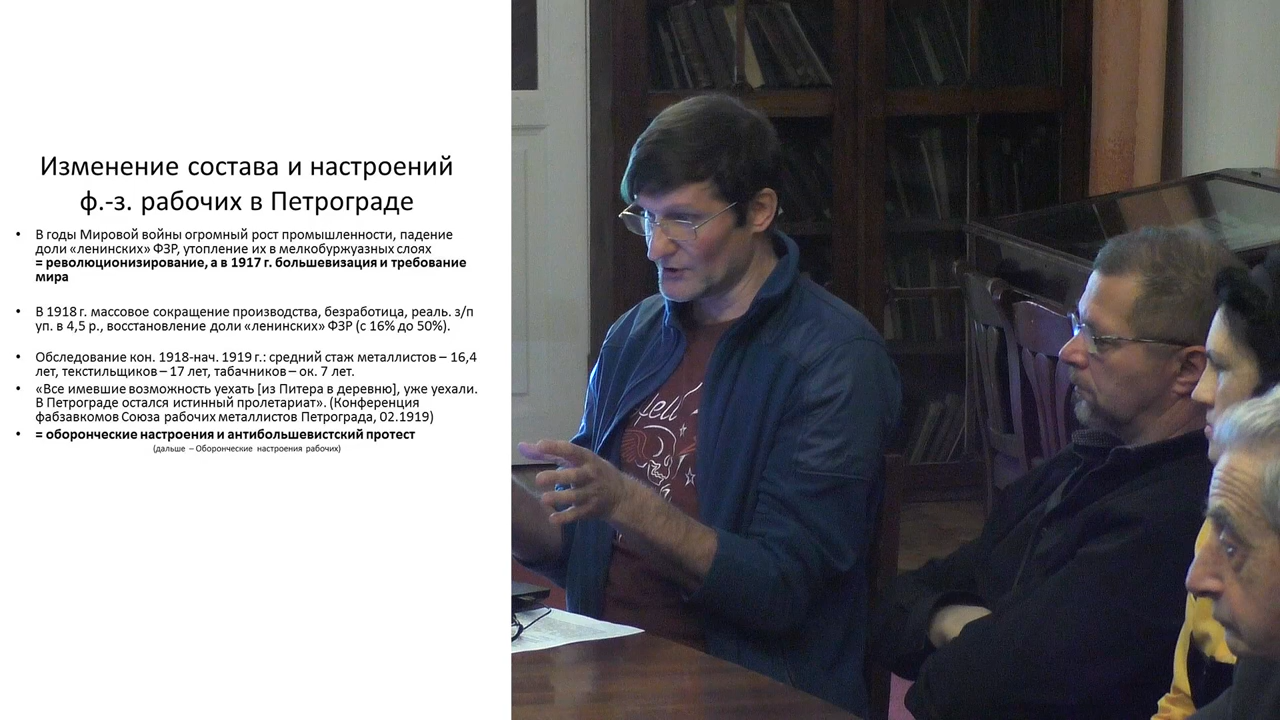 Изменение состава и настроений
ф.-з. рабочих в Петрограде
• В годы Мировой войны огромный рост промышленности, падение
доли «ленинских» ФЗР, утопление их в мелкобуржуазных слоях
= революционизирование, а в 1917 г. большевизация и требование
мира
• В 1918 г. массовое сокращение производства, безработица, реаль. з/п
уп. в 4,5 р., восстановление доли «ленинских» ФЗР (с 16% до 50%).
• Обследование кон. 1918-нач. 1919 г.: средний стаж металлистов – 16,4
лет, текстильщиков – 17 лет, табачников – ок. 7 лет.
• «Все имевшие возможность уехать [из Питера в деревню], уже уехали.
В Петрограде остался истинный пролетариат». (Конференция
фабзавкомов Союза рабочих металлистов Петрограда, 02.1919)
• = оборонческие настроения и антибольшевистский протест
(дальше – Оборонческие настроения рабочих)